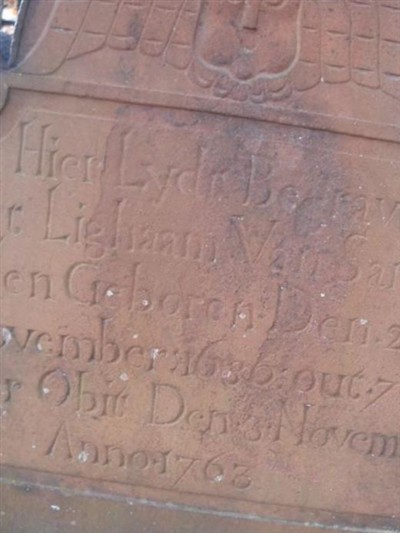 Hier Lydt Begrav
t Lighaam Van Sar
en Geboren Den 2
ovember·1686·out·7
r Obit Den·3·Novem
Anno·1763